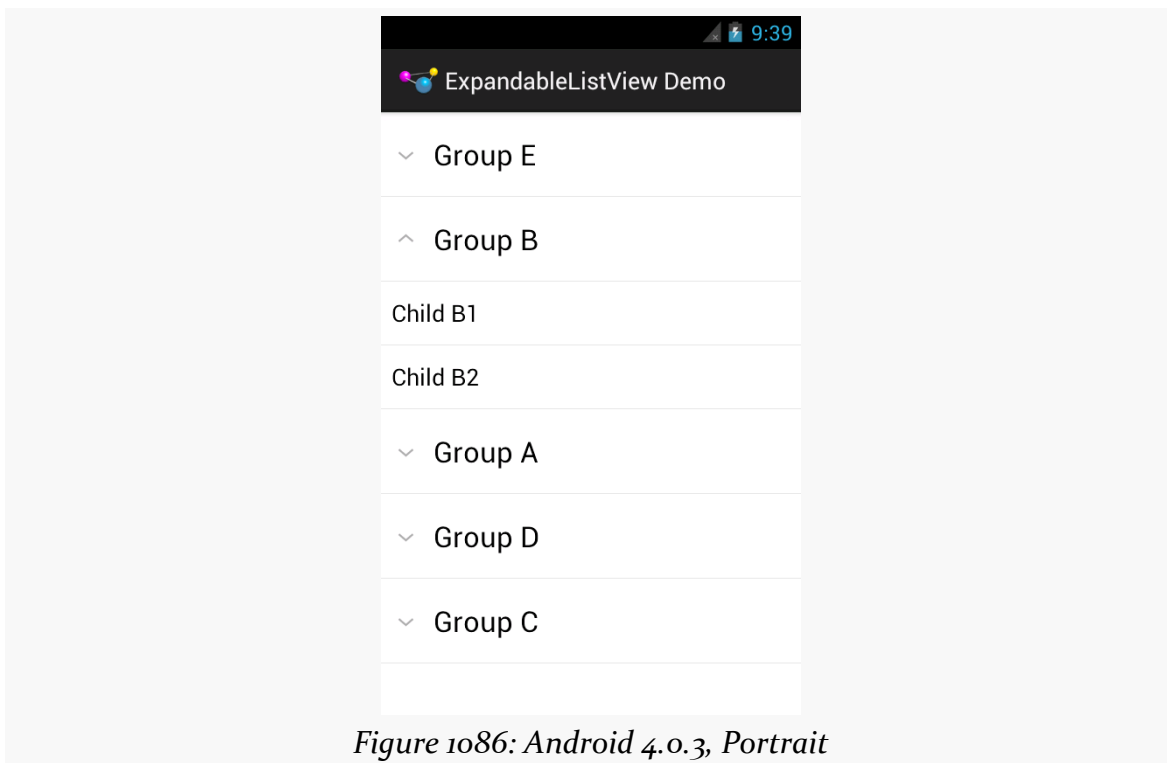 9:39
ExpandableListView Demo
Group E
Group B
Child B1
Child B2
Group A
Group D
Group C
Figure 1086: Android 4.0.3, Portrait